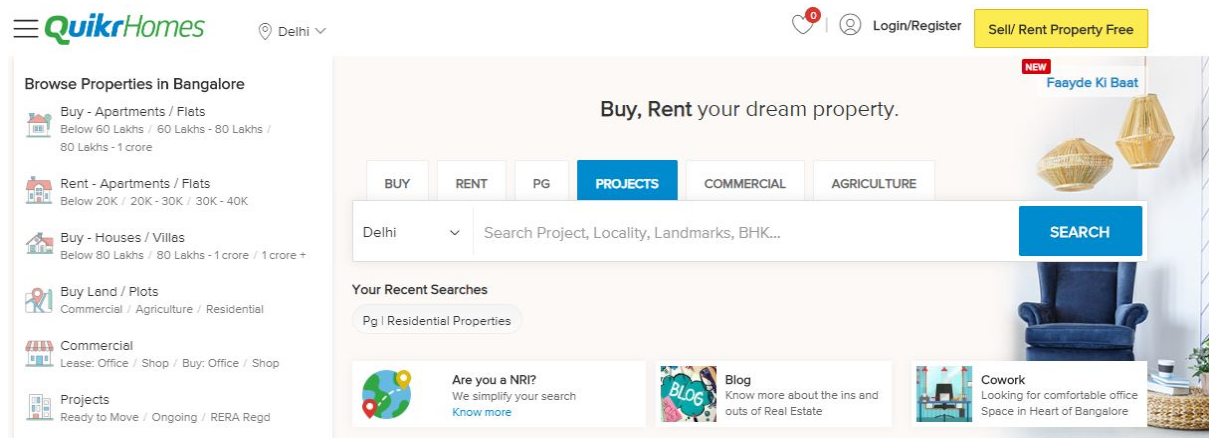 QuikrHomes
Delhi
0
Login/Register
Sell/ Rent Property Free
Browse Properties in Bangalore
Buy - Apartments / Flats
Below 60 Lakhs / 60 Lakhs - 80 Lakhs /
80 Lakhs - 1 crore
Rent - Apartments / Flats
Below 20K / 20K - 30K / 30K - 40K
Buy - Houses / Villas
Below 80 Lakhs / 80 Lakhs - 1 crore / 1 crore +
Buy Land / Plots
Commercial / Agriculture / Residential
Commercial
Lease: Office / Shop / Buy: Office / Shop
Projects
Ready to Move / Ongoing / RERA Regd
NEW
Faayde Ki Baat
Buy, Rent your dream property.
BUY RENT PG PROJECTS COMMERCIAL AGRICULTURE
Delhi
Search Project, Locality, Landmarks, BHK...
SEARCH
Your Recent Searches
Pg | Residential Properties
Are you a NRI?
We simplify your search
Know more
BLOG
Blog
Know more about the ins and
outs of Real Estate
Cowork
Looking for comfortable office
Space in Heart of Bangalore